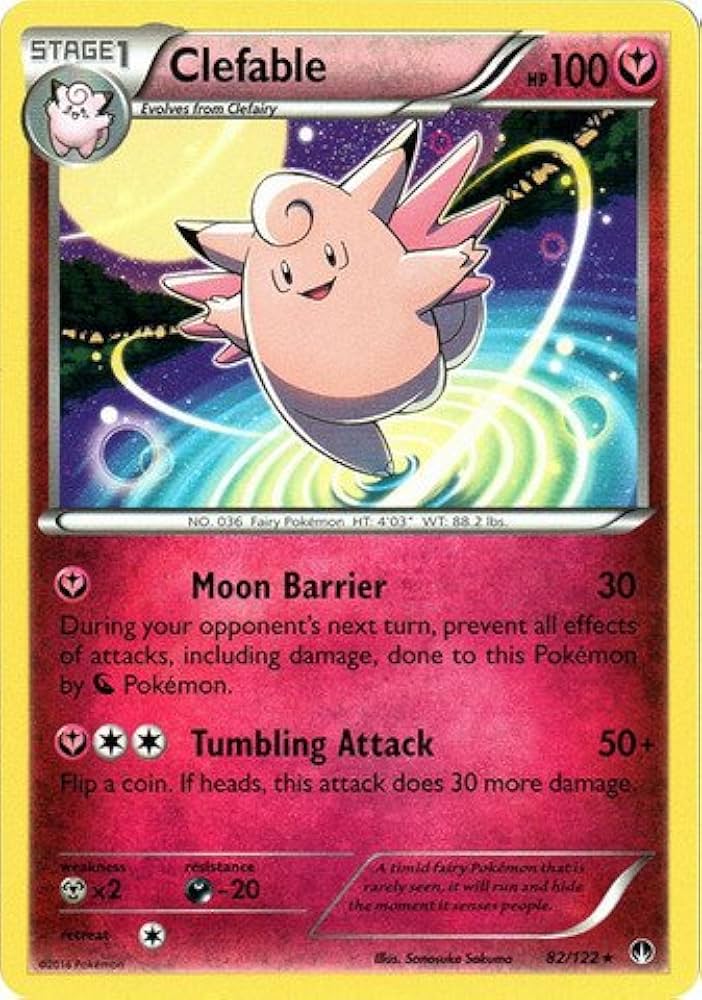 STAGE1
Clefable
HP100
Evolves from Clefairy
NO. 036 Fairy Pokémon HT: 4'03" WT: 88.2 lbs.
Moon Barrier 30
During your opponent's next turn, prevent all effects
of attacks, including damage, done to this Pokémon
by Pokémon.
Tumbling Attack 50+
Flip a coin. If heads, this attack does 30 more damage.
weakness resistance
×2 -20
A timid fairy Pokémon that is
rarely seen, it will run and hide
the moment it senses people.
retreat
©2016 Pokémon Illus. Sanosuke Sakuma 82/122